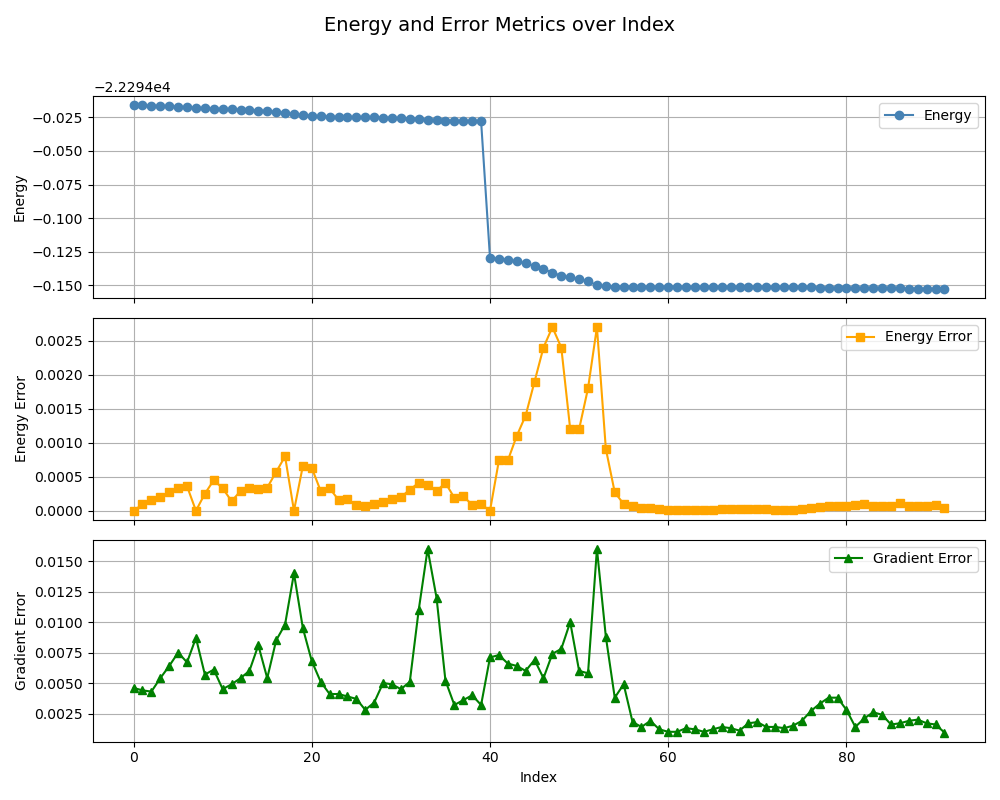 Energy and Error Metrics over Index
−2.2294e4
−0.025
−0.050
−0.075
−0.100
−0.125
−0.150
Energy
Energy
0.0025
0.0020
0.0015
0.0010
0.0005
0.0000
Energy Error
Energy Error
0.0150
0.0125
0.0100
0.0075
0.0050
0.0025
Gradient Error
Gradient Error
0 20 40 60 80
Index